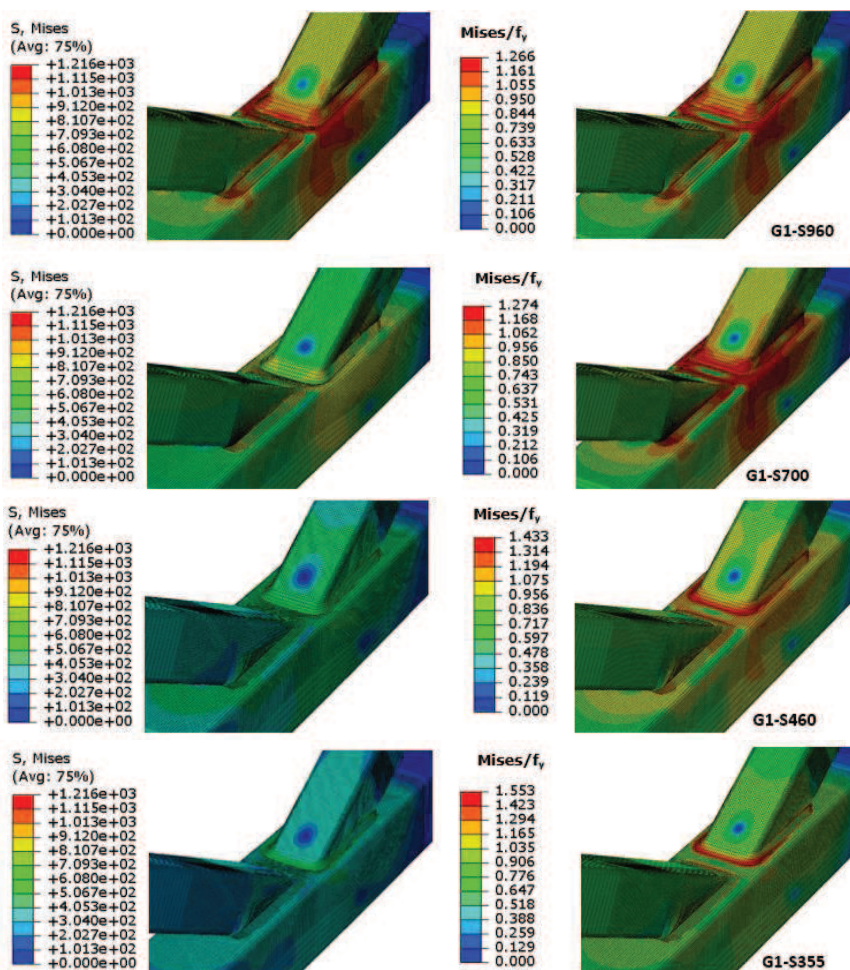 S, Mises
(Avg: 75%)
+1.216e+03
+1.115e+03
+1.013e+03
+9.120e+02
+8.107e+02
+7.093e+02
+6.080e+02
+5.067e+02
+4.053e+02
+3.040e+02
+2.027e+02
+1.013e+02
+0.000e+00
Mises/fy
1.266
1.161
1.055
0.950
0.844
0.739
0.633
0.528
0.422
0.317
0.211
0.106
0.000
G1-S960
S, Mises
(Avg: 75%)
+1.216e+03
+1.115e+03
+1.013e+03
+9.120e+02
+8.107e+02
+7.093e+02
+6.080e+02
+5.067e+02
+4.053e+02
+3.040e+02
+2.027e+02
+1.013e+02
+0.000e+00
Mises/fy
1.274
1.168
1.062
0.956
0.850
0.743
0.637
0.531
0.425
0.319
0.212
0.106
0.000
G1-S700
S, Mises
(Avg: 75%)
+1.216e+03
+1.115e+03
+1.013e+03
+9.120e+02
+8.107e+02
+7.093e+02
+6.080e+02
+5.067e+02
+4.053e+02
+3.040e+02
+2.027e+02
+1.013e+02
+0.000e+00
Mises/fy
1.433
1.314
1.194
1.075
0.956
0.836
0.717
0.597
0.478
0.358
0.239
0.119
0.000
G1-S460
S, Mises
(Avg: 75%)
+1.216e+03
+1.115e+03
+1.013e+03
+9.120e+02
+8.107e+02
+7.093e+02
+6.080e+02
+5.067e+02
+4.053e+02
+3.040e+02
+2.027e+02
+1.013e+02
+0.000e+00
Mises/fy
1.553
1.423
1.294
1.165
1.035
0.906
0.776
0.647
0.518
0.388
0.259
0.129
0.000
G1-S355